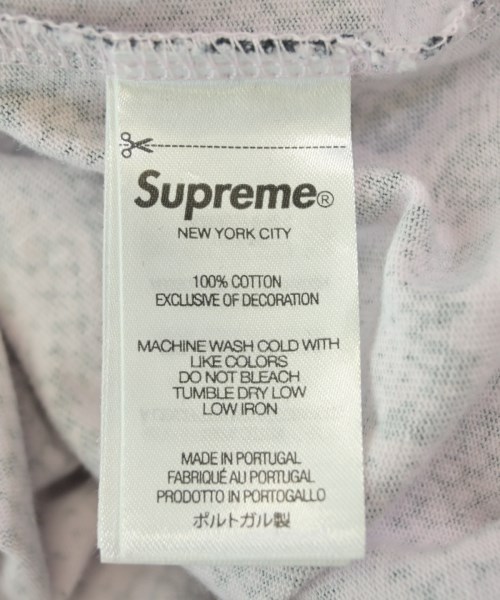 Supreme®
NEW YORK CITY
100% COTTON
EXCLUSIVE OF DECORATION
MACHINE WASH COLD WITH
LIKE COLORS
DO NOT BLEACH
TUMBLE DRY LOW
LOW IRON
MADE IN PORTUGAL
FABRIQUÉ AU PORTUGAL
PRODOTTO IN PORTOGALLO
ポルトガル製